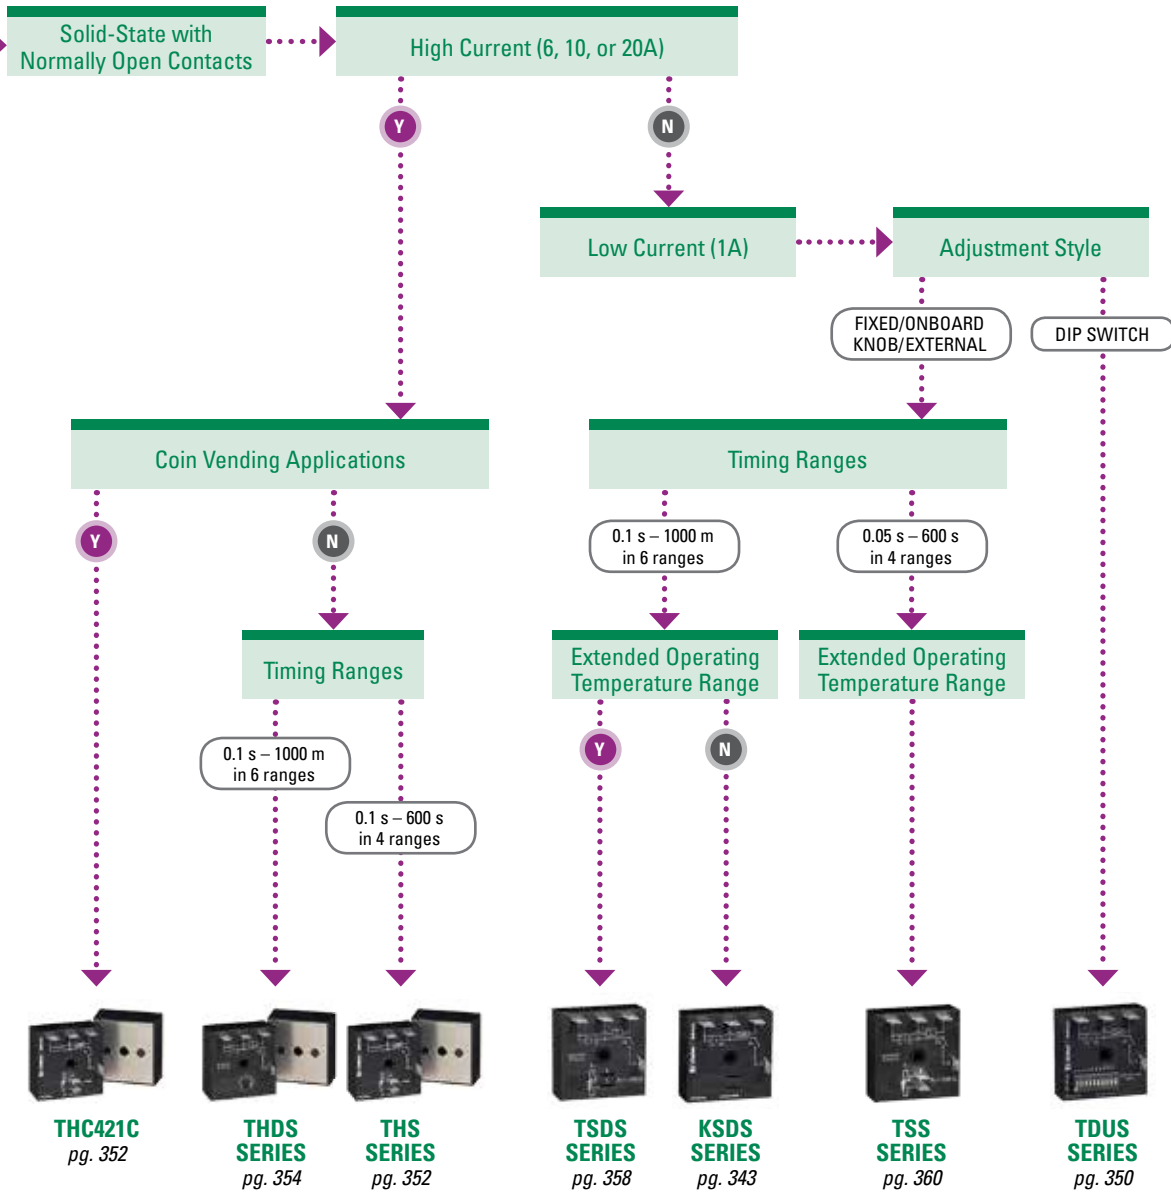 Solid-State with
Normally Open Contacts
High Current (6, 10, or 20A)
Y
N
Low Current (1A)
Adjustment Style
FIXED/ONBOARD
KNOB/EXTERNAL
DIP SWITCH
Coin Vending Applications
Timing Ranges
Y
N
0.1 s – 1000 m
in 6 ranges
0.05 s – 600 s
in 4 ranges
Timing Ranges
Extended Operating
Temperature Range
Extended Operating
Temperature Range
0.1 s – 1000 m
in 6 ranges
0.1 s – 600 s
in 4 ranges
Y
N
THC421C
pg. 352
THDS
SERIES
pg. 354
THS
SERIES
pg. 352
TSDS
SERIES
pg. 358
KSDS
SERIES
pg. 343
TSS
SERIES
pg. 360
TDUS
SERIES
pg. 350